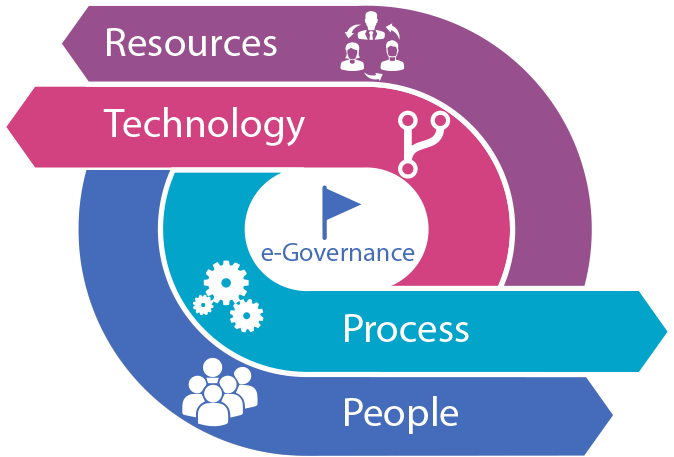 Resources
Technology
e-Governance
Process
People